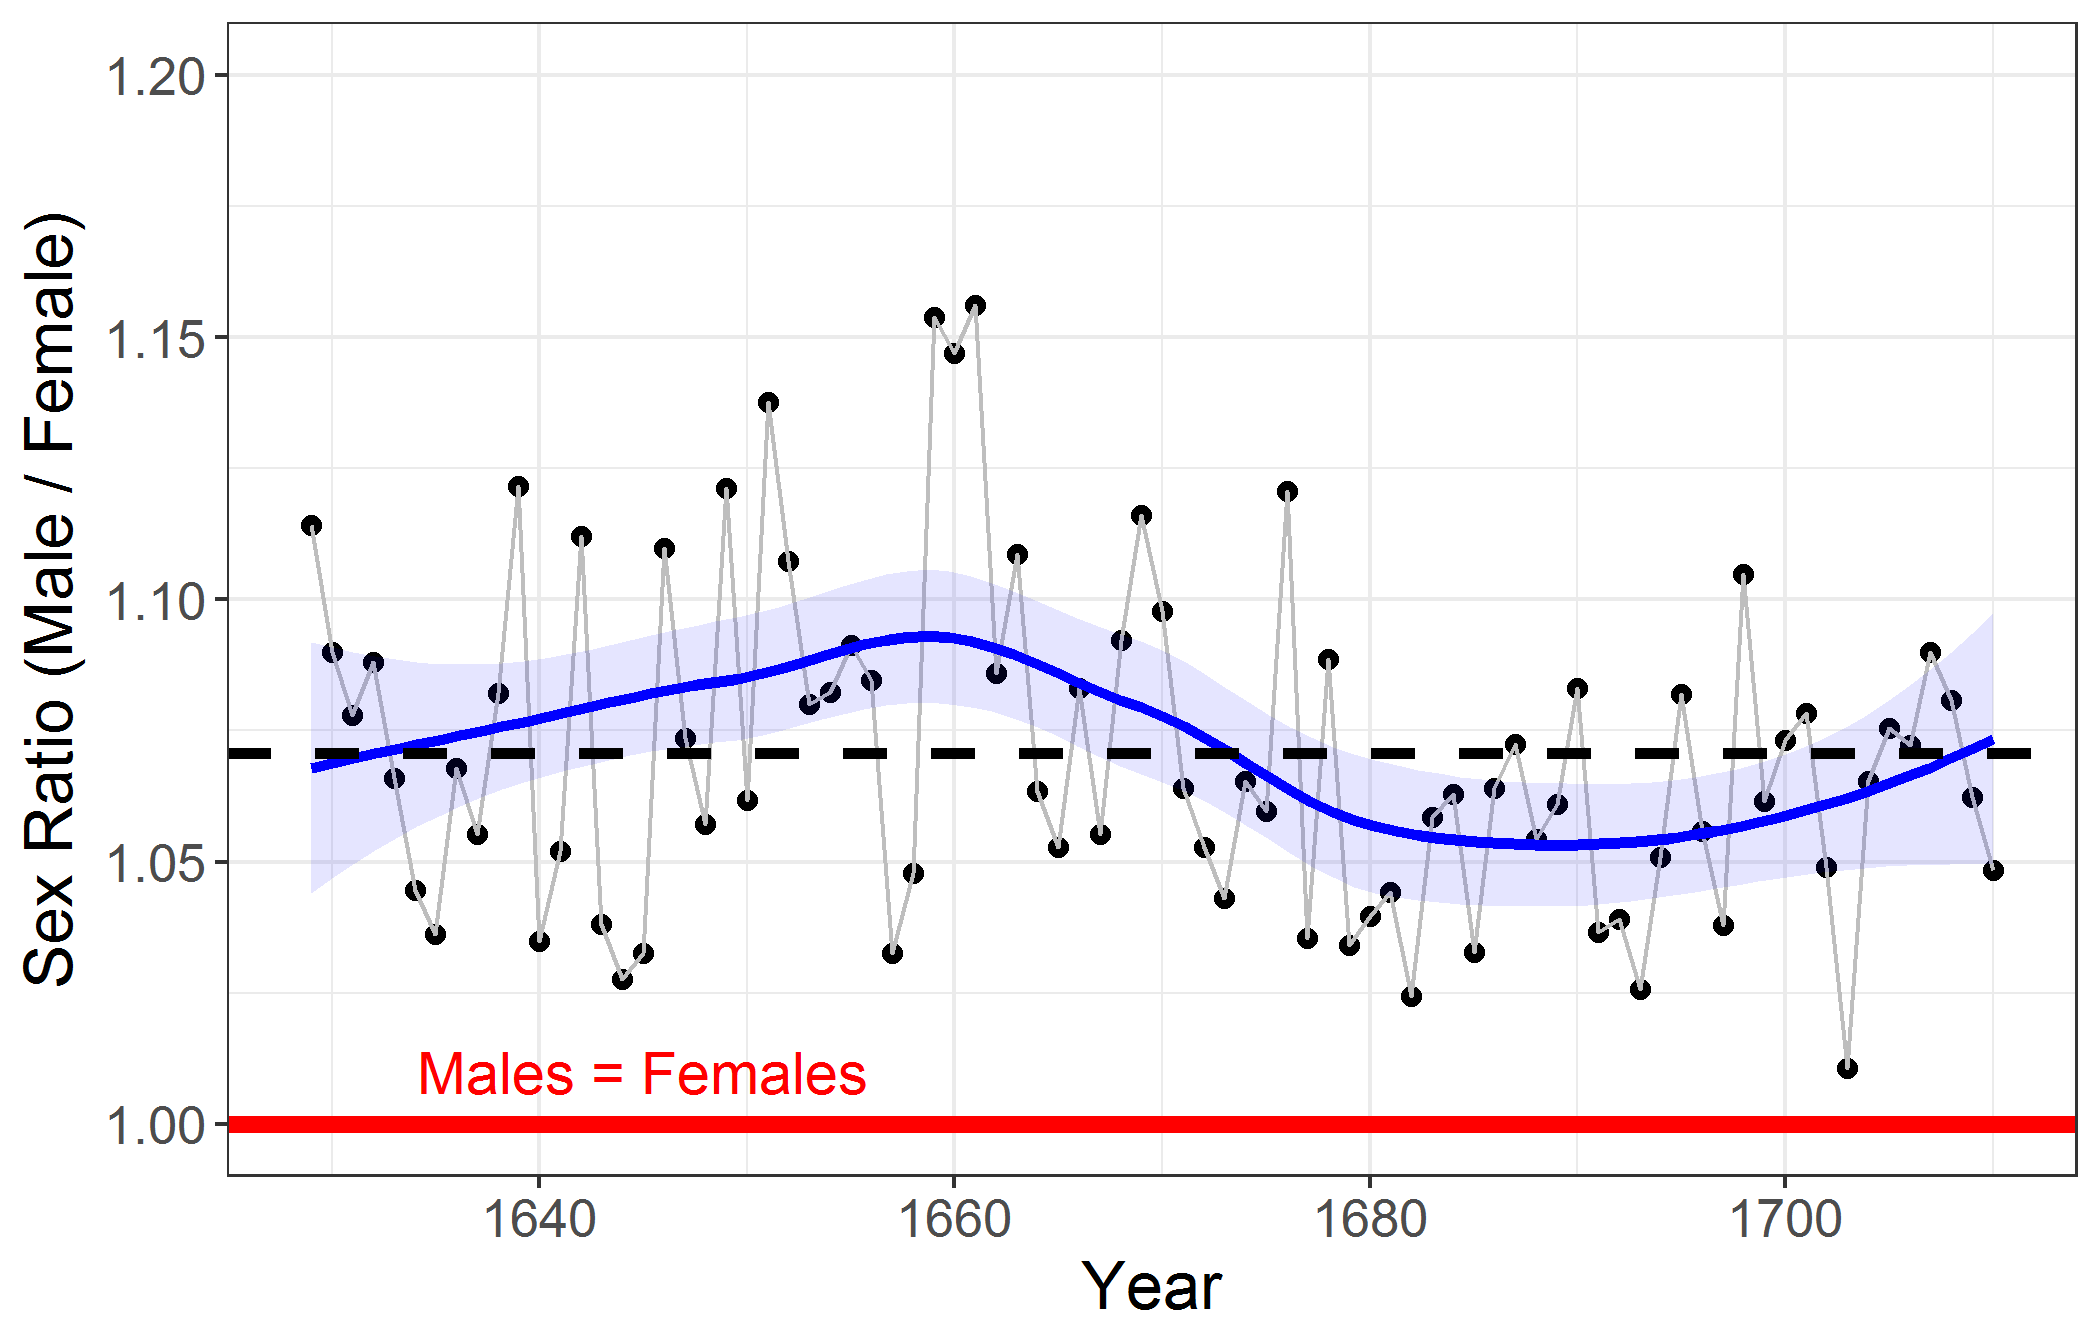 Sex Ratio (Male / Female)
1.20
1.15
1.10
1.05
1.00
Males = Females
1640 1660 1680 1700
Year